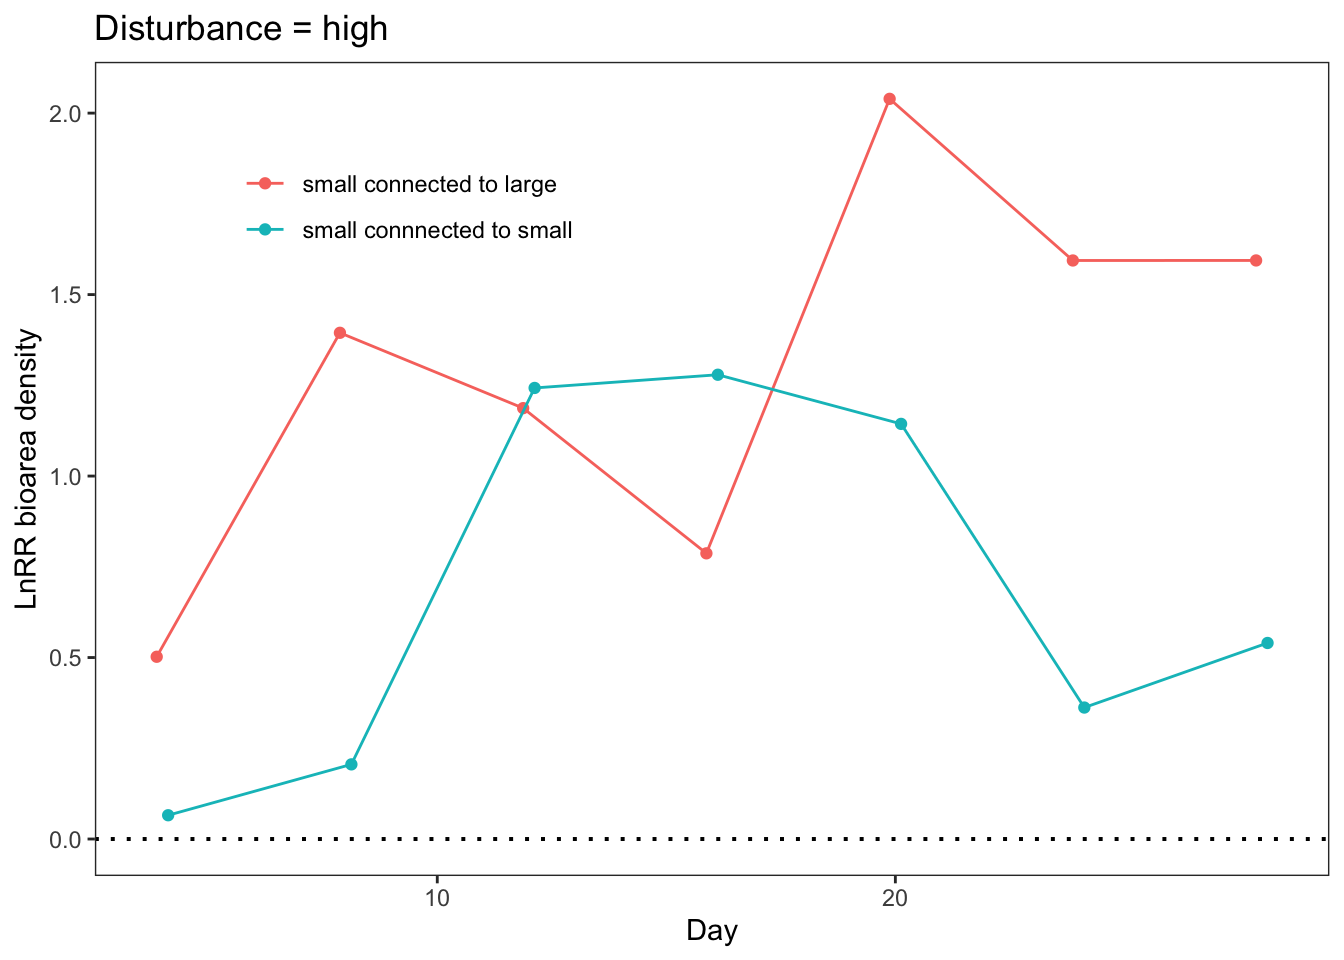 Disturbance = high
2.0
small connected to large
small connnected to small
1.5
LnRR bioarea density
1.0
0.5
0.0
10
20
Day